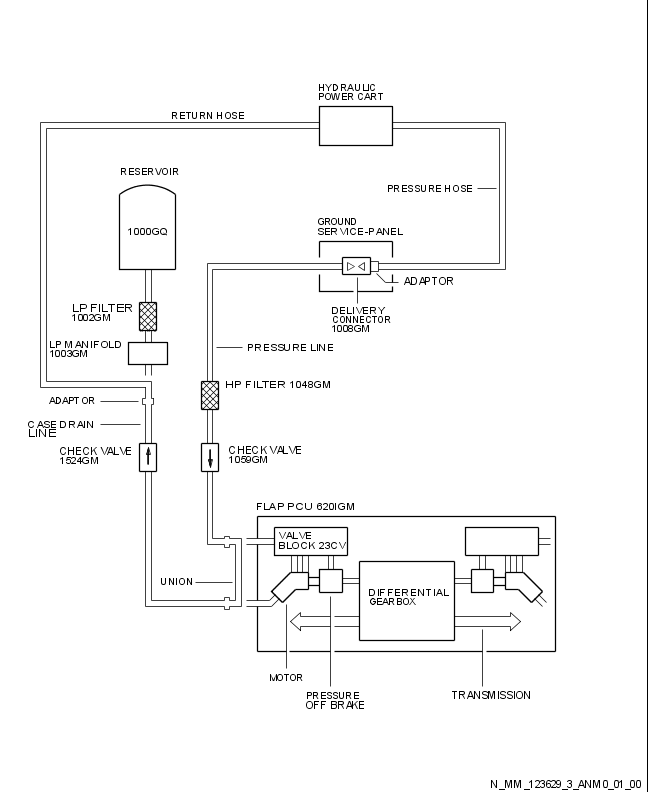 HYDRAULIC
POWER CART
RETURN HOSE
RESERVOIR
PRESSURE HOSE
1000GQ
GROUND
SERVICE-PANEL
ADAPTOR
LP FILTER
1002GM
DELIVERY
CONNECTOR
1008GM
LP MANIFOLD
1003GM
PRESSURE LINE
HP FILTER 1048GM
ADAPTOR
CASE DRAIN
LINE
CHECK VALVE
1524GM
CHECK VALVE
1059GM
FLAP PCU 6201GM
VALVE
BLOCK 23CV
UNION
DIFFERENTIAL
GEARBOX
MOTOR
PRESSURE
OFF BRAKE
TRANSMISSION
N_MM_123629_3_ANM0_01_00